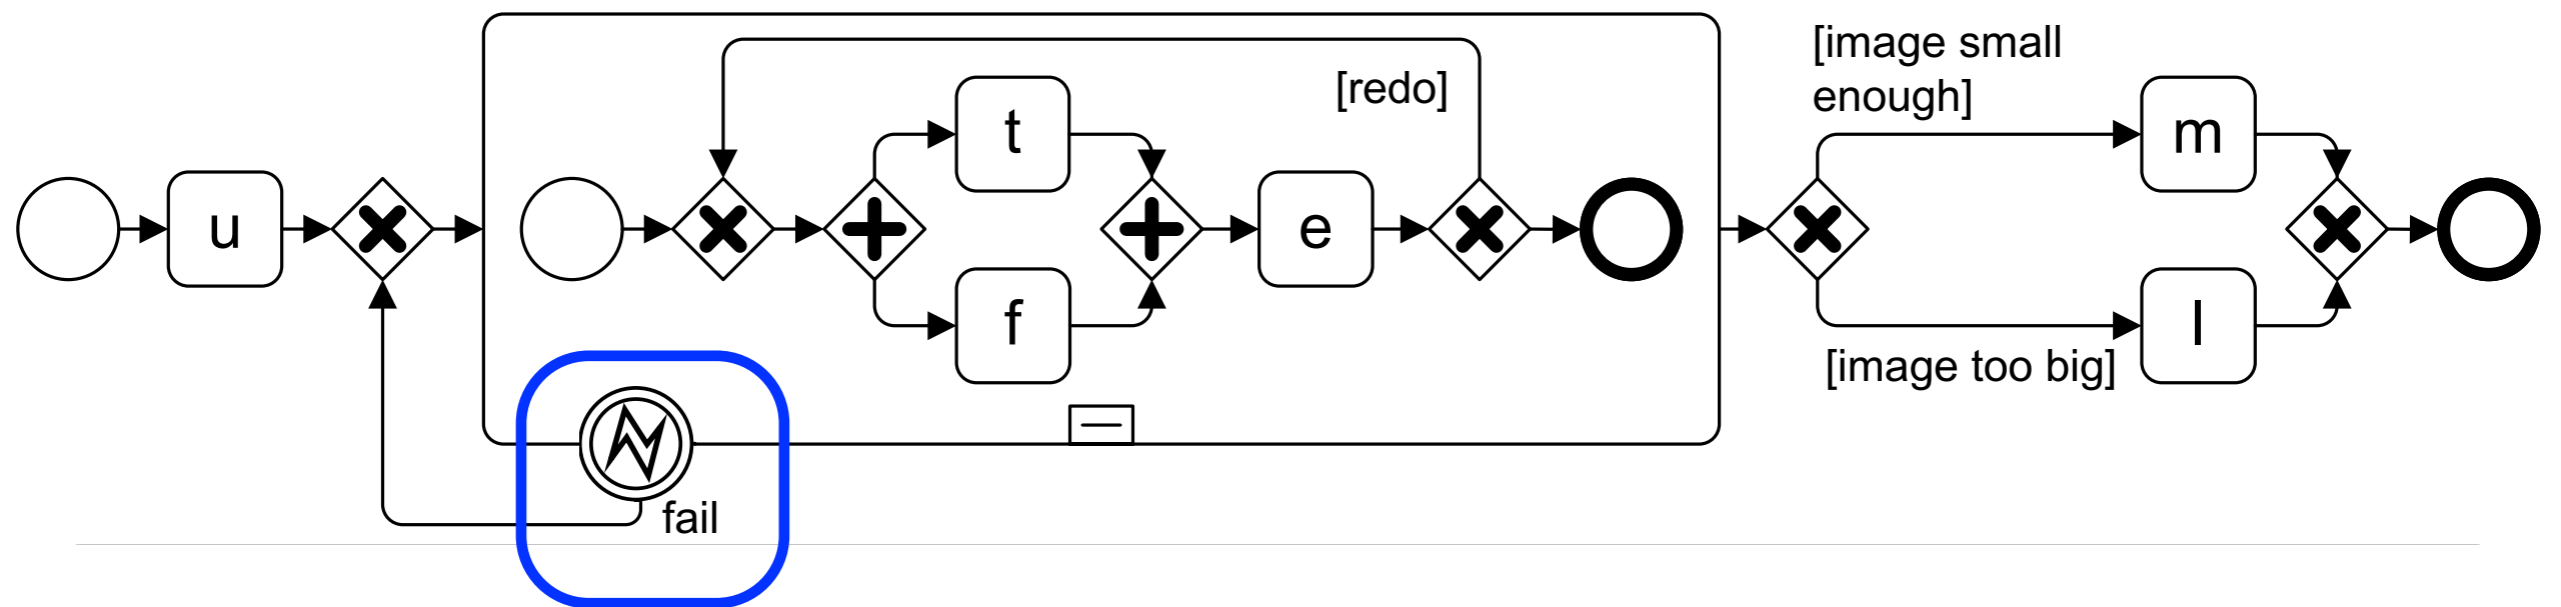 u
t
f
[redo]
e
fail
[image small
enough]
m
[image too big]
l